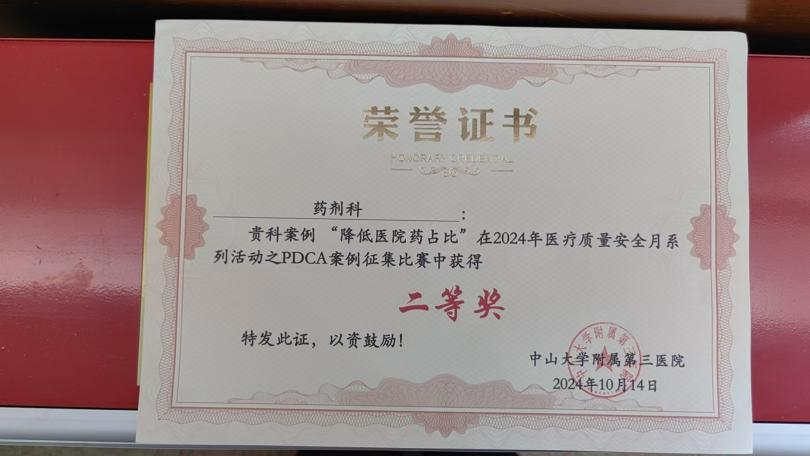 荣誉证书
HONORARY CREDENTIAL
药剂科：
贵科案例 “降低医院药占比” 在2024年医疗质量安全月系
列活动之PDCA案例征集比赛中获得
二等奖
特发此证，以资鼓励！
中山大学附属第三医院
2024年10月14日